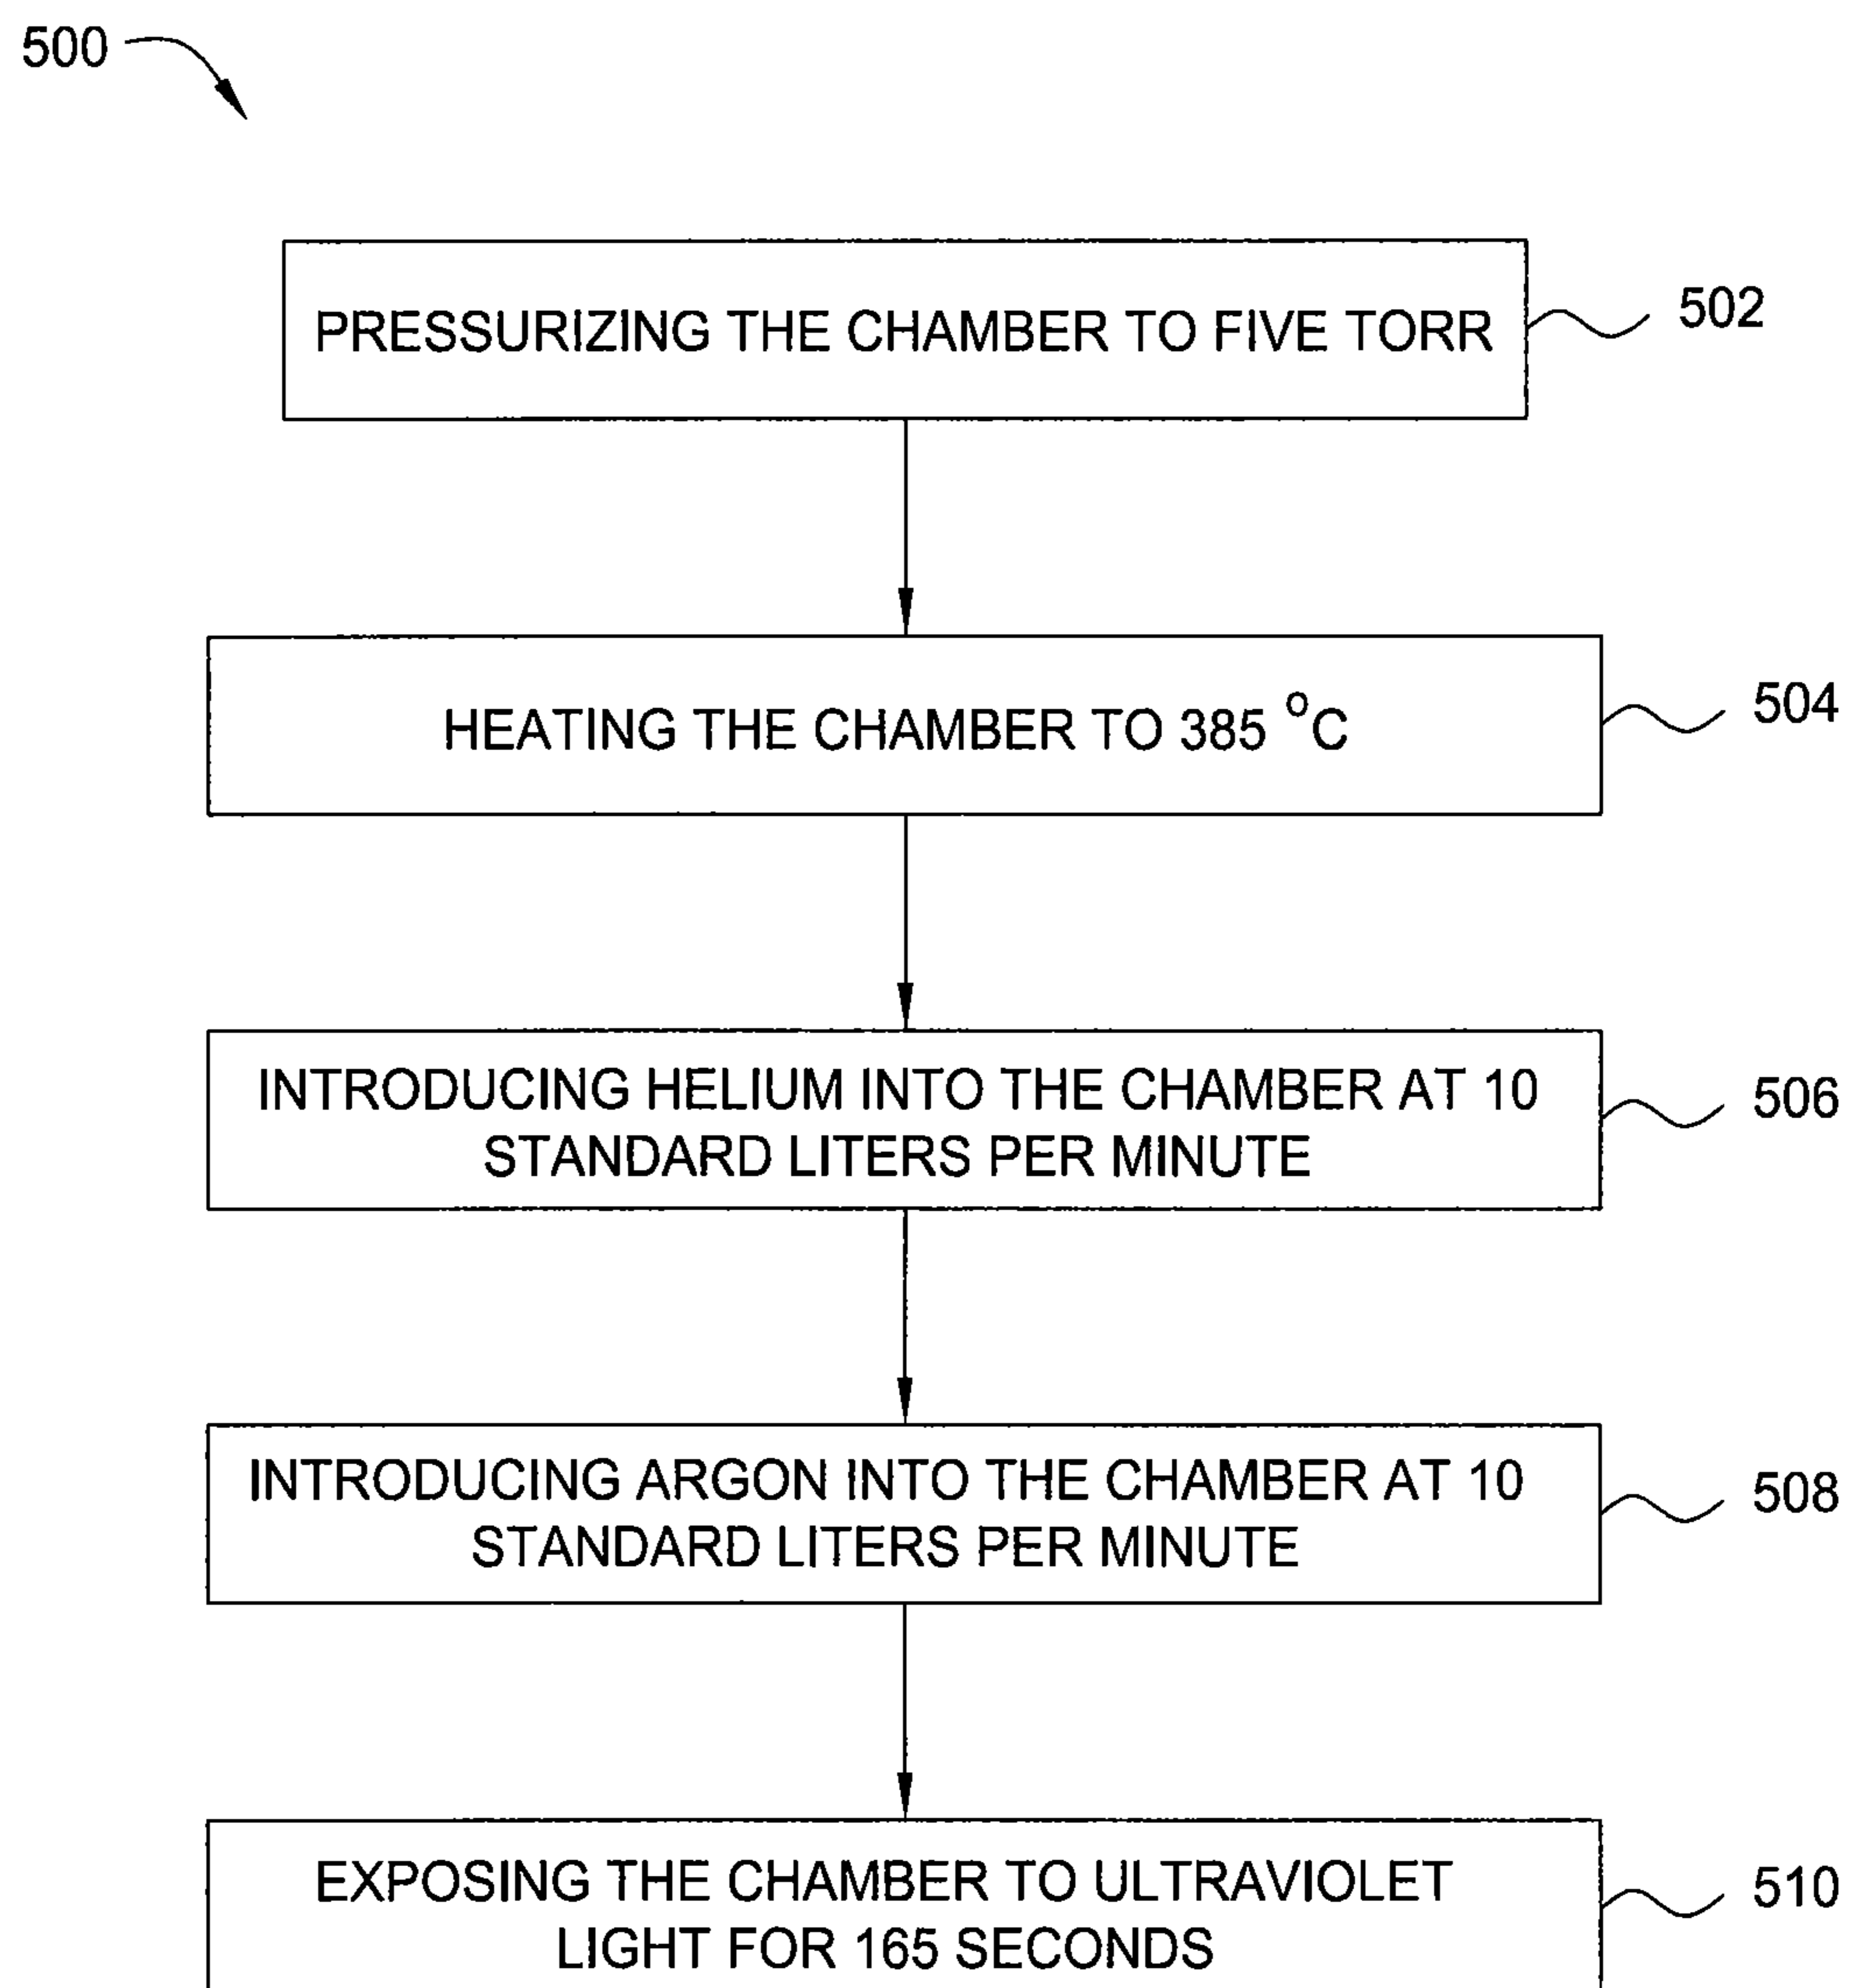 500
PRESSURIZING THE CHAMBER TO FIVE TORR
502
HEATING THE CHAMBER TO 385 °C
504
INTRODUCING HELIUM INTO THE CHAMBER AT 10
STANDARD LITERS PER MINUTE
506
INTRODUCING ARGON INTO THE CHAMBER AT 10
STANDARD LITERS PER MINUTE
508
EXPOSING THE CHAMBER TO ULTRAVIOLET
LIGHT FOR 165 SECONDS
510